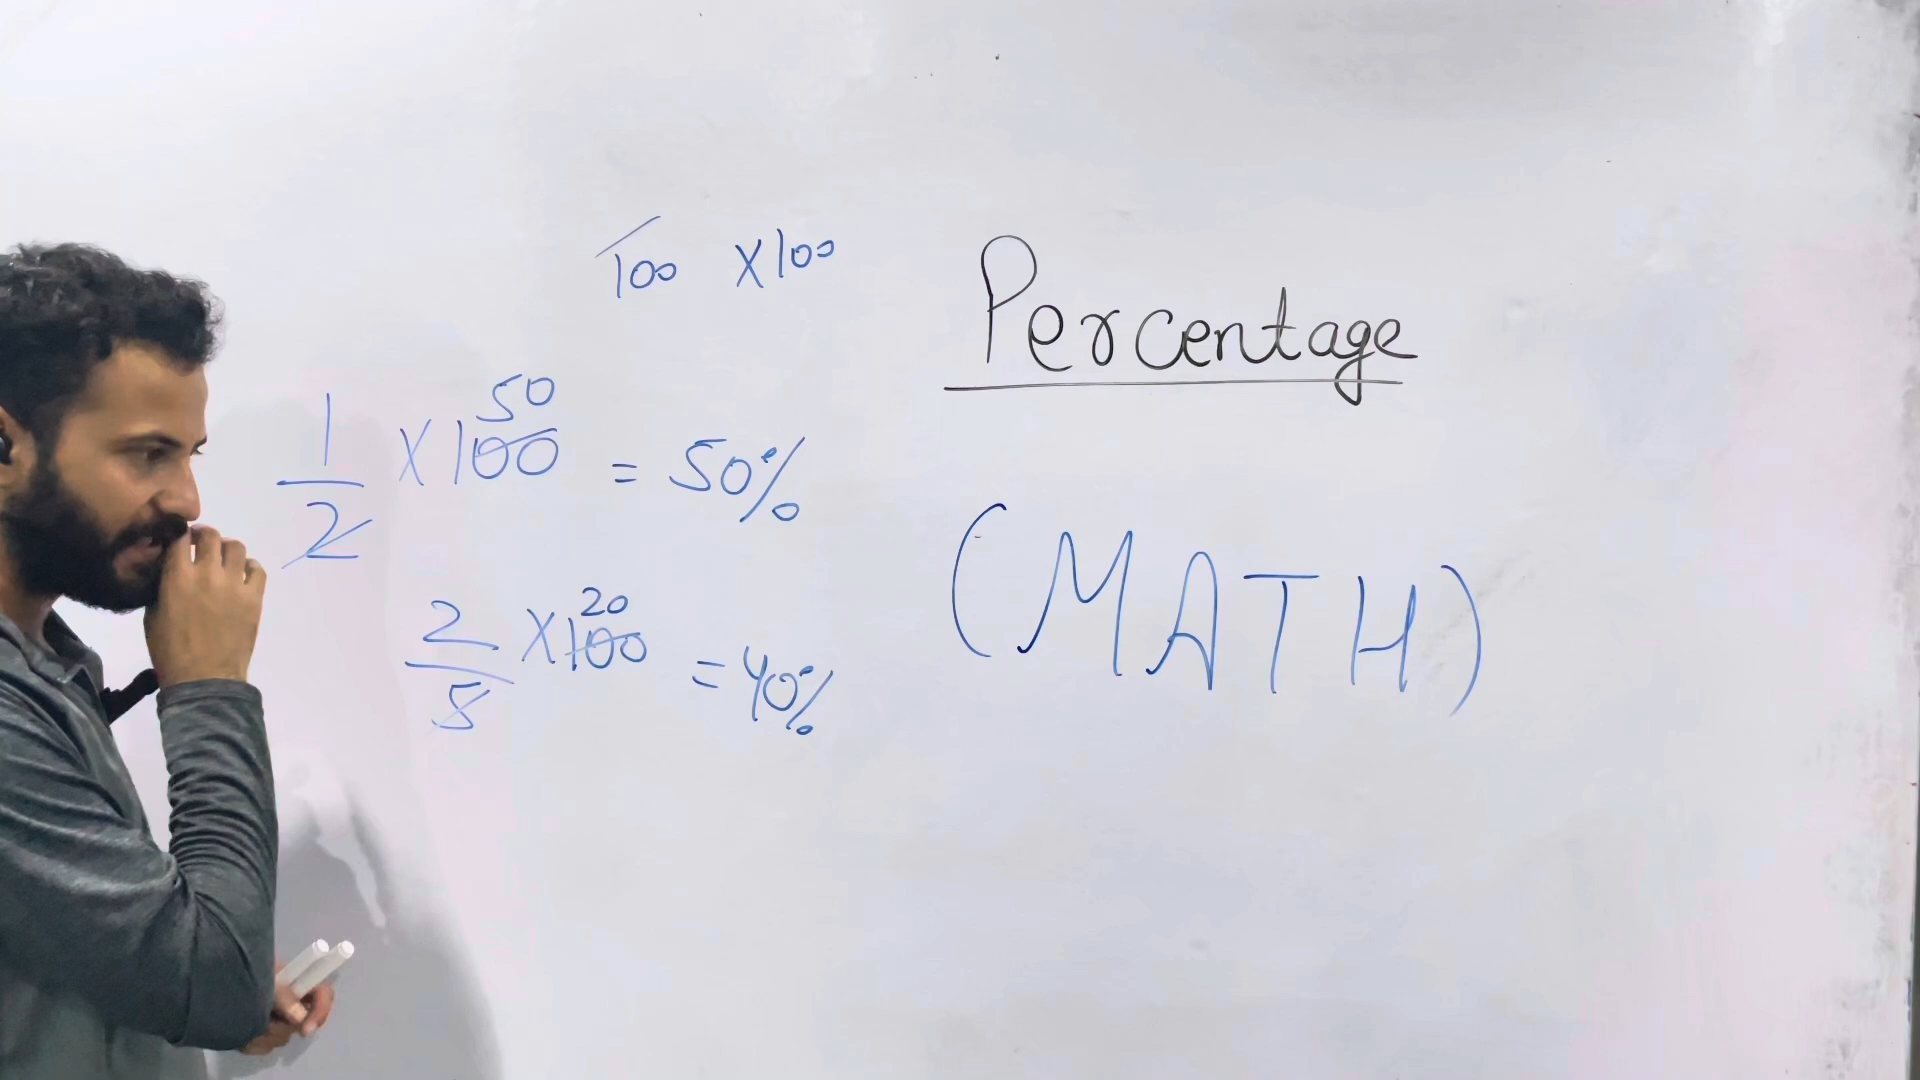 /100 X100
Percentage
1/2 X 100 50 = 50%
(MATH)
2/5 X 100 20 = 40%